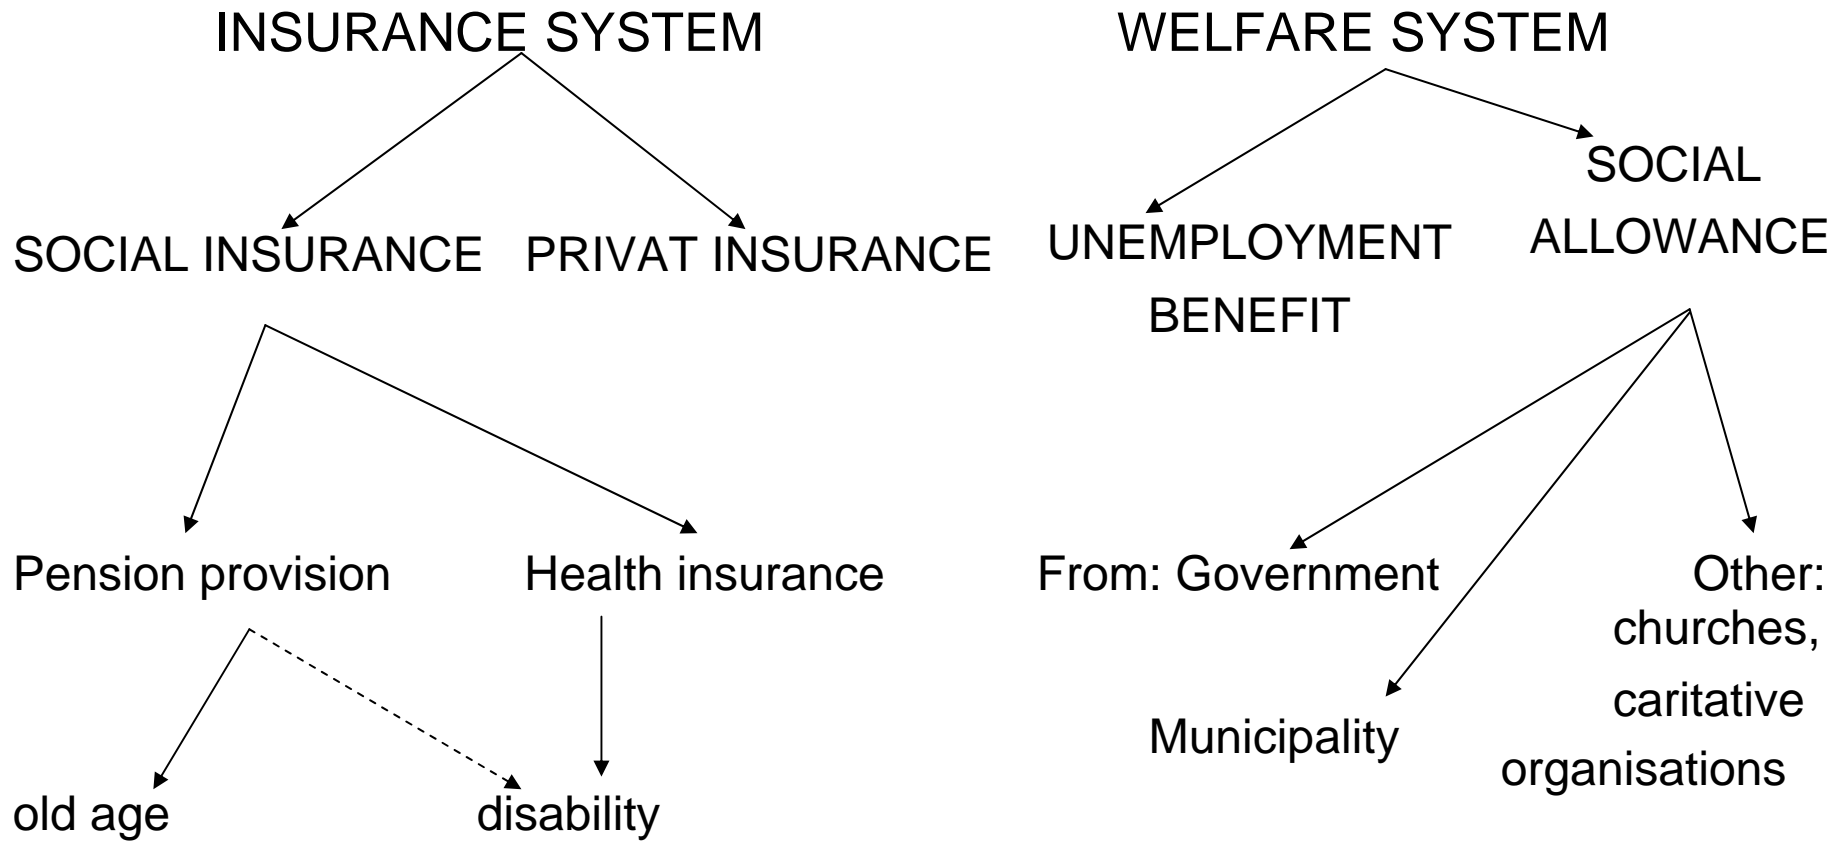 INSURANCE SYSTEM
WELFARE SYSTEM
SOCIAL INSURANCE
PRIVAT INSURANCE
UNEMPLOYMENT
BENEFIT
SOCIAL
ALLOWANCE
Pension provision
Health insurance
From: Government
Other:
churches,
caritative
organisations
Municipality
old age
disability